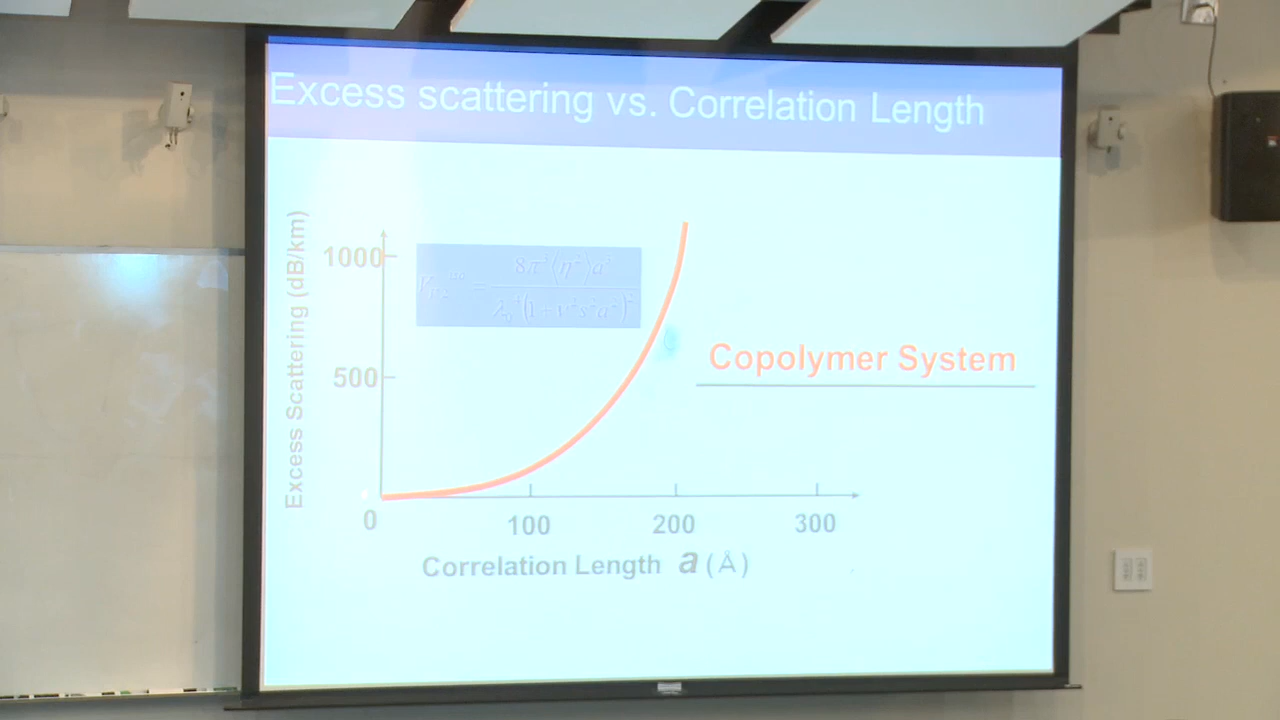 Excess scattering vs. Correlation Length
Excess Scattering (dB/km)
1000
500
0
100 200 300
Correlation Length a (Å)
Copolymer System